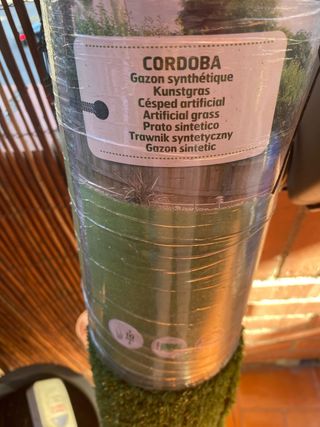 CORDOBA
Gazon synthétique
Kunstgras
Césped artificial
Artificial grass
Prato sintetico
Trawnik syntetyczny
Gazon sintetic